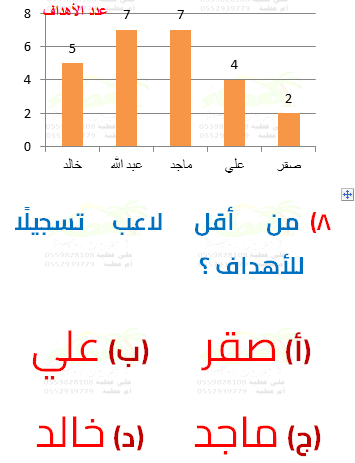 عدد الأهداف
8
6
4
2
0
5
7
7
4
2
خالد
عبد الله
ماجد
علي
صقر
٨) من أقل لاعب تسجيلًا
للأهداف ؟
(أ) صقر (ب) علي
(ج) ماجد (د) خالد